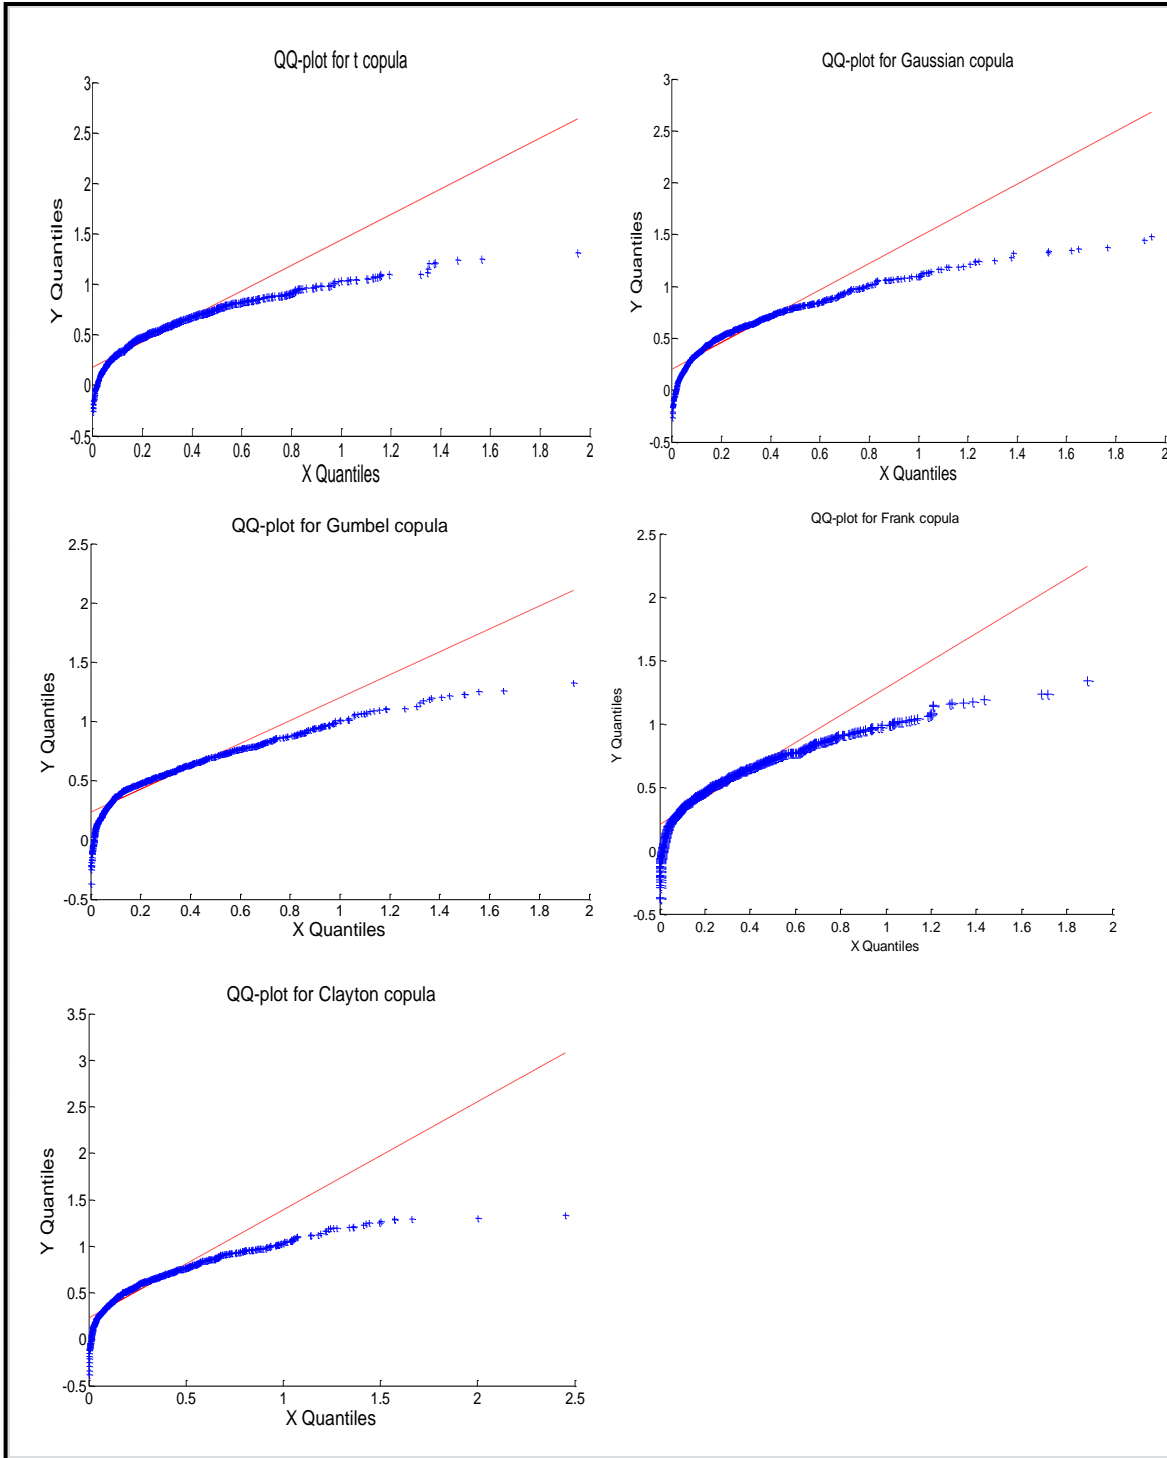 QQ-plot for t copula
3
2.5
2
1.5
1
0.5
0
-0.5
Y Quantiles
0 0.2 0.4 0.6 0.8 1 1.2 1.4 1.6 1.8 2
X Quantiles
QQ-plot for Gaussian copula
3
2.5
2
1.5
1
0.5
0
-0.5
Y Quantiles
0 0.2 0.4 0.6 0.8 1 1.2 1.4 1.6 1.8 2
X Quantiles
QQ-plot for Gumbel copula
2.5
2
1.5
1
0.5
0
-0.5
Y Quantiles
0 0.2 0.4 0.6 0.8 1 1.2 1.4 1.6 1.8 2
X Quantiles
QQ-plot for Frank copula
2.5
2
1.5
1
0.5
0
-0.5
Y Quantiles
0 0.2 0.4 0.6 0.8 1 1.2 1.4 1.6 1.8 2
X Quantiles
QQ-plot for Clayton copula
3.5
3
2.5
2
1.5
1
0.5
0
-0.5
Y Quantiles
0 0.5 1 1.5 2 2.5
X Quantiles